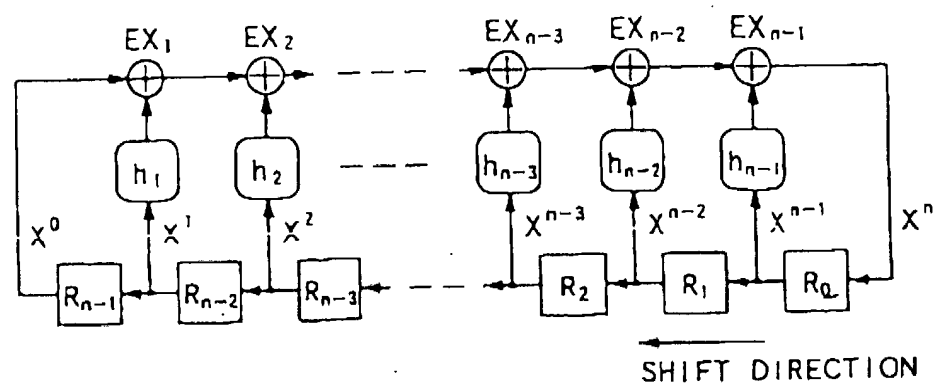 EX₁ EX₂ EXₙ₋₃ EXₙ₋₂ EXₙ₋₁
h₁ h₂ hₙ₋₃ hₙ₋₂ hₙ₋₁
X⁰ X¹ X² Xⁿ⁻³ Xⁿ⁻² Xⁿ⁻¹ Xⁿ
Rₙ₋₁ Rₙ₋₂ Rₙ₋₃ R₂ R₁ R₀
SHIFT DIRECTION